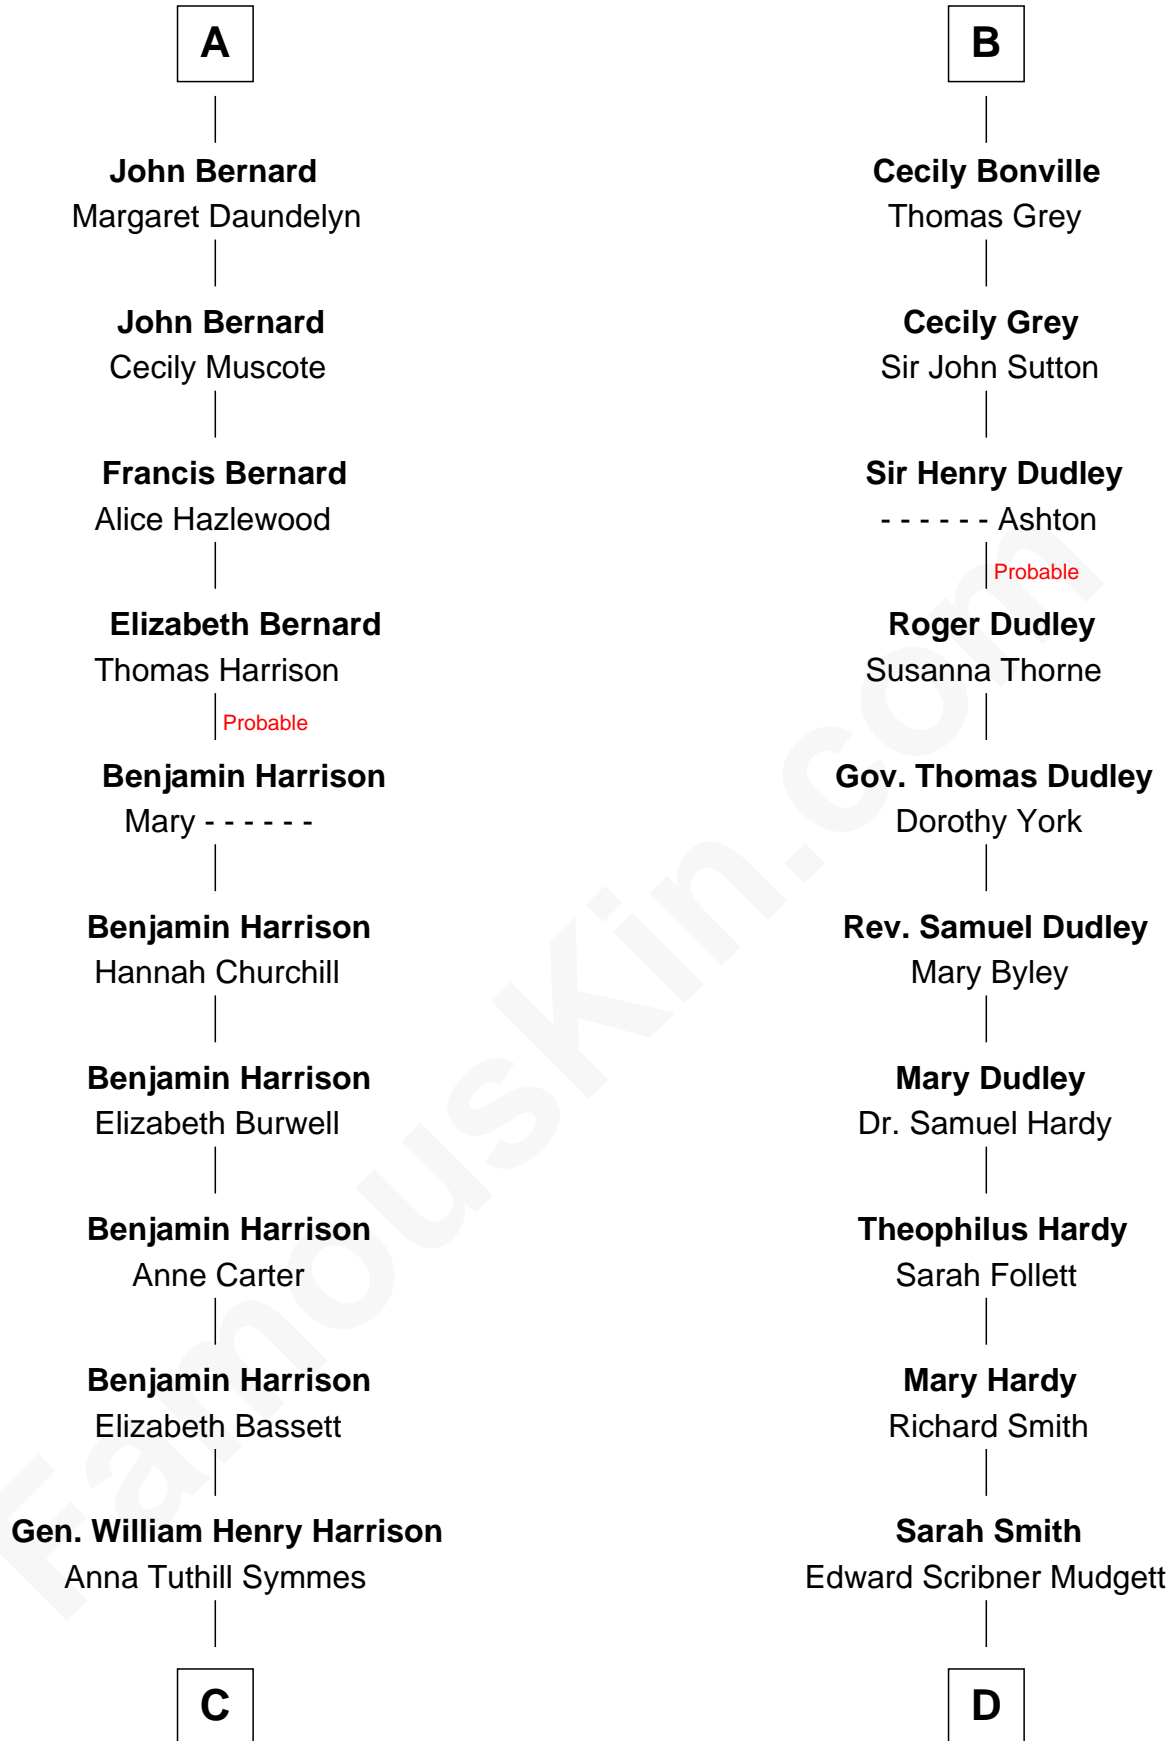 A
John Bernard
Margaret Daundelyn
John Bernard
Cecily Muscote
Francis Bernard
Alice Hazlewood
Elizabeth Bernard
Thomas Harrison
Probable
Benjamin Harrison
Mary - - - - - -
Benjamin Harrison
Hannah Churchill
Benjamin Harrison
Elizabeth Burwell
Benjamin Harrison
Anne Carter
Benjamin Harrison
Elizabeth Bassett
Gen. William Henry Harrison
Anna Tuthill Symmes
C
B
Cecily Bonville
Thomas Grey
Cecily Grey
Sir John Sutton
Sir Henry Dudley
- - - - - - Ashton
Probable
Roger Dudley
Susanna Thorne
Gov. Thomas Dudley
Dorothy York
Rev. Samuel Dudley
Mary Byley
Mary Dudley
Dr. Samuel Hardy
Theophilus Hardy
Sarah Follett
Mary Hardy
Richard Smith
Sarah Smith
Edward Scribner Mudgett
D
FamousKin.com